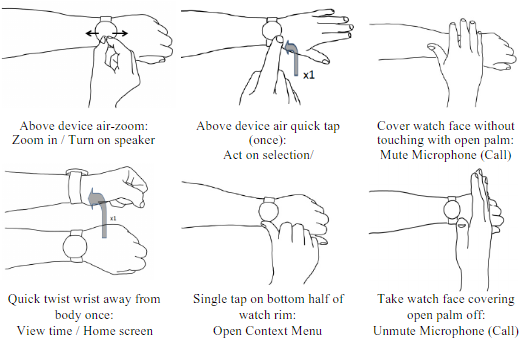 x1
Above device air-zoom:
Zoom in / Turn on speaker
Above device air quick tap
(once):
Act on selection/
Cover watch face without
touching with open palm:
Mute Microphone (Call)
x1
Quick twist wrist away from
body once:
View time / Home screen
Single tap on bottom half of
watch rim:
Open Context Menu
Take watch face covering
open palm off:
Unmute Microphone (Call)